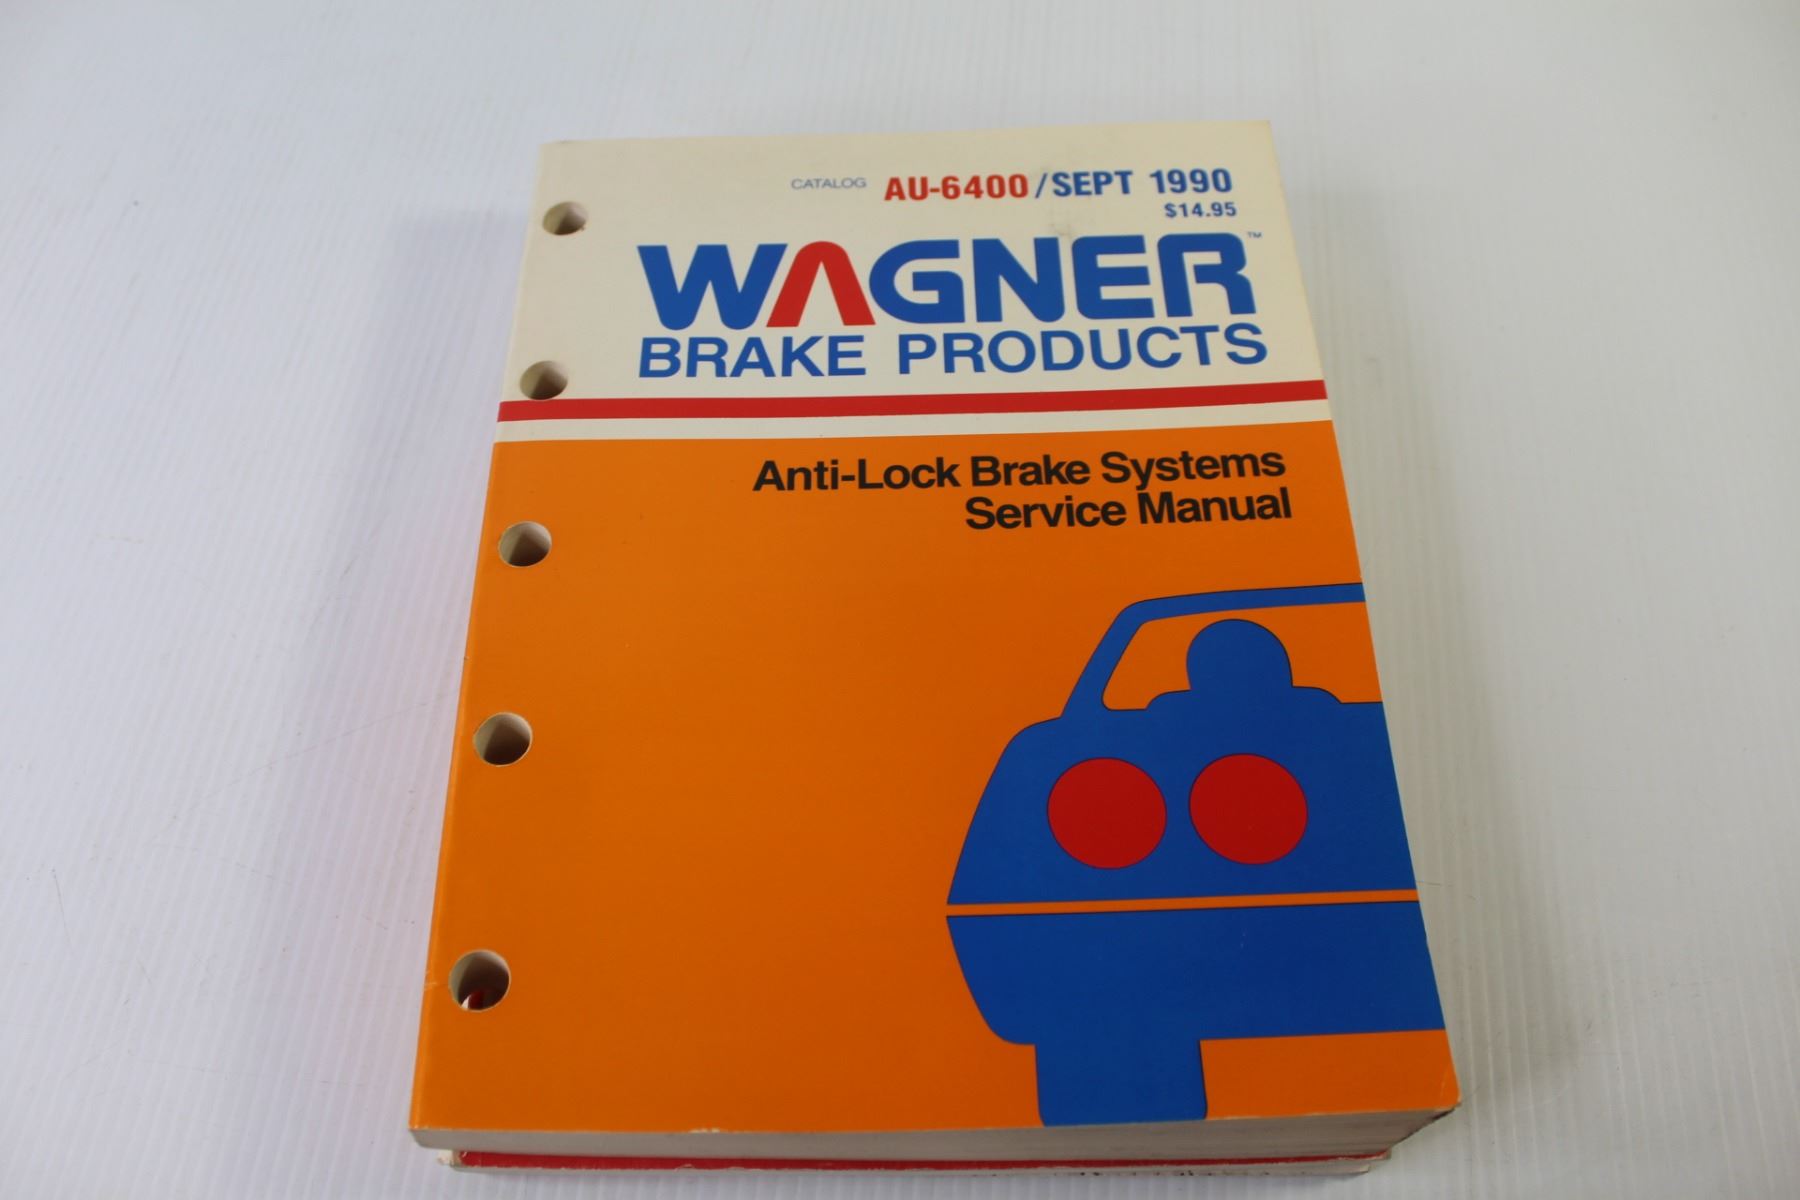 CATALOG AU-6400/SEPT 1990
$14.95
WAGNER™
BRAKE PRODUCTS
Anti-Lock Brake Systems
Service Manual